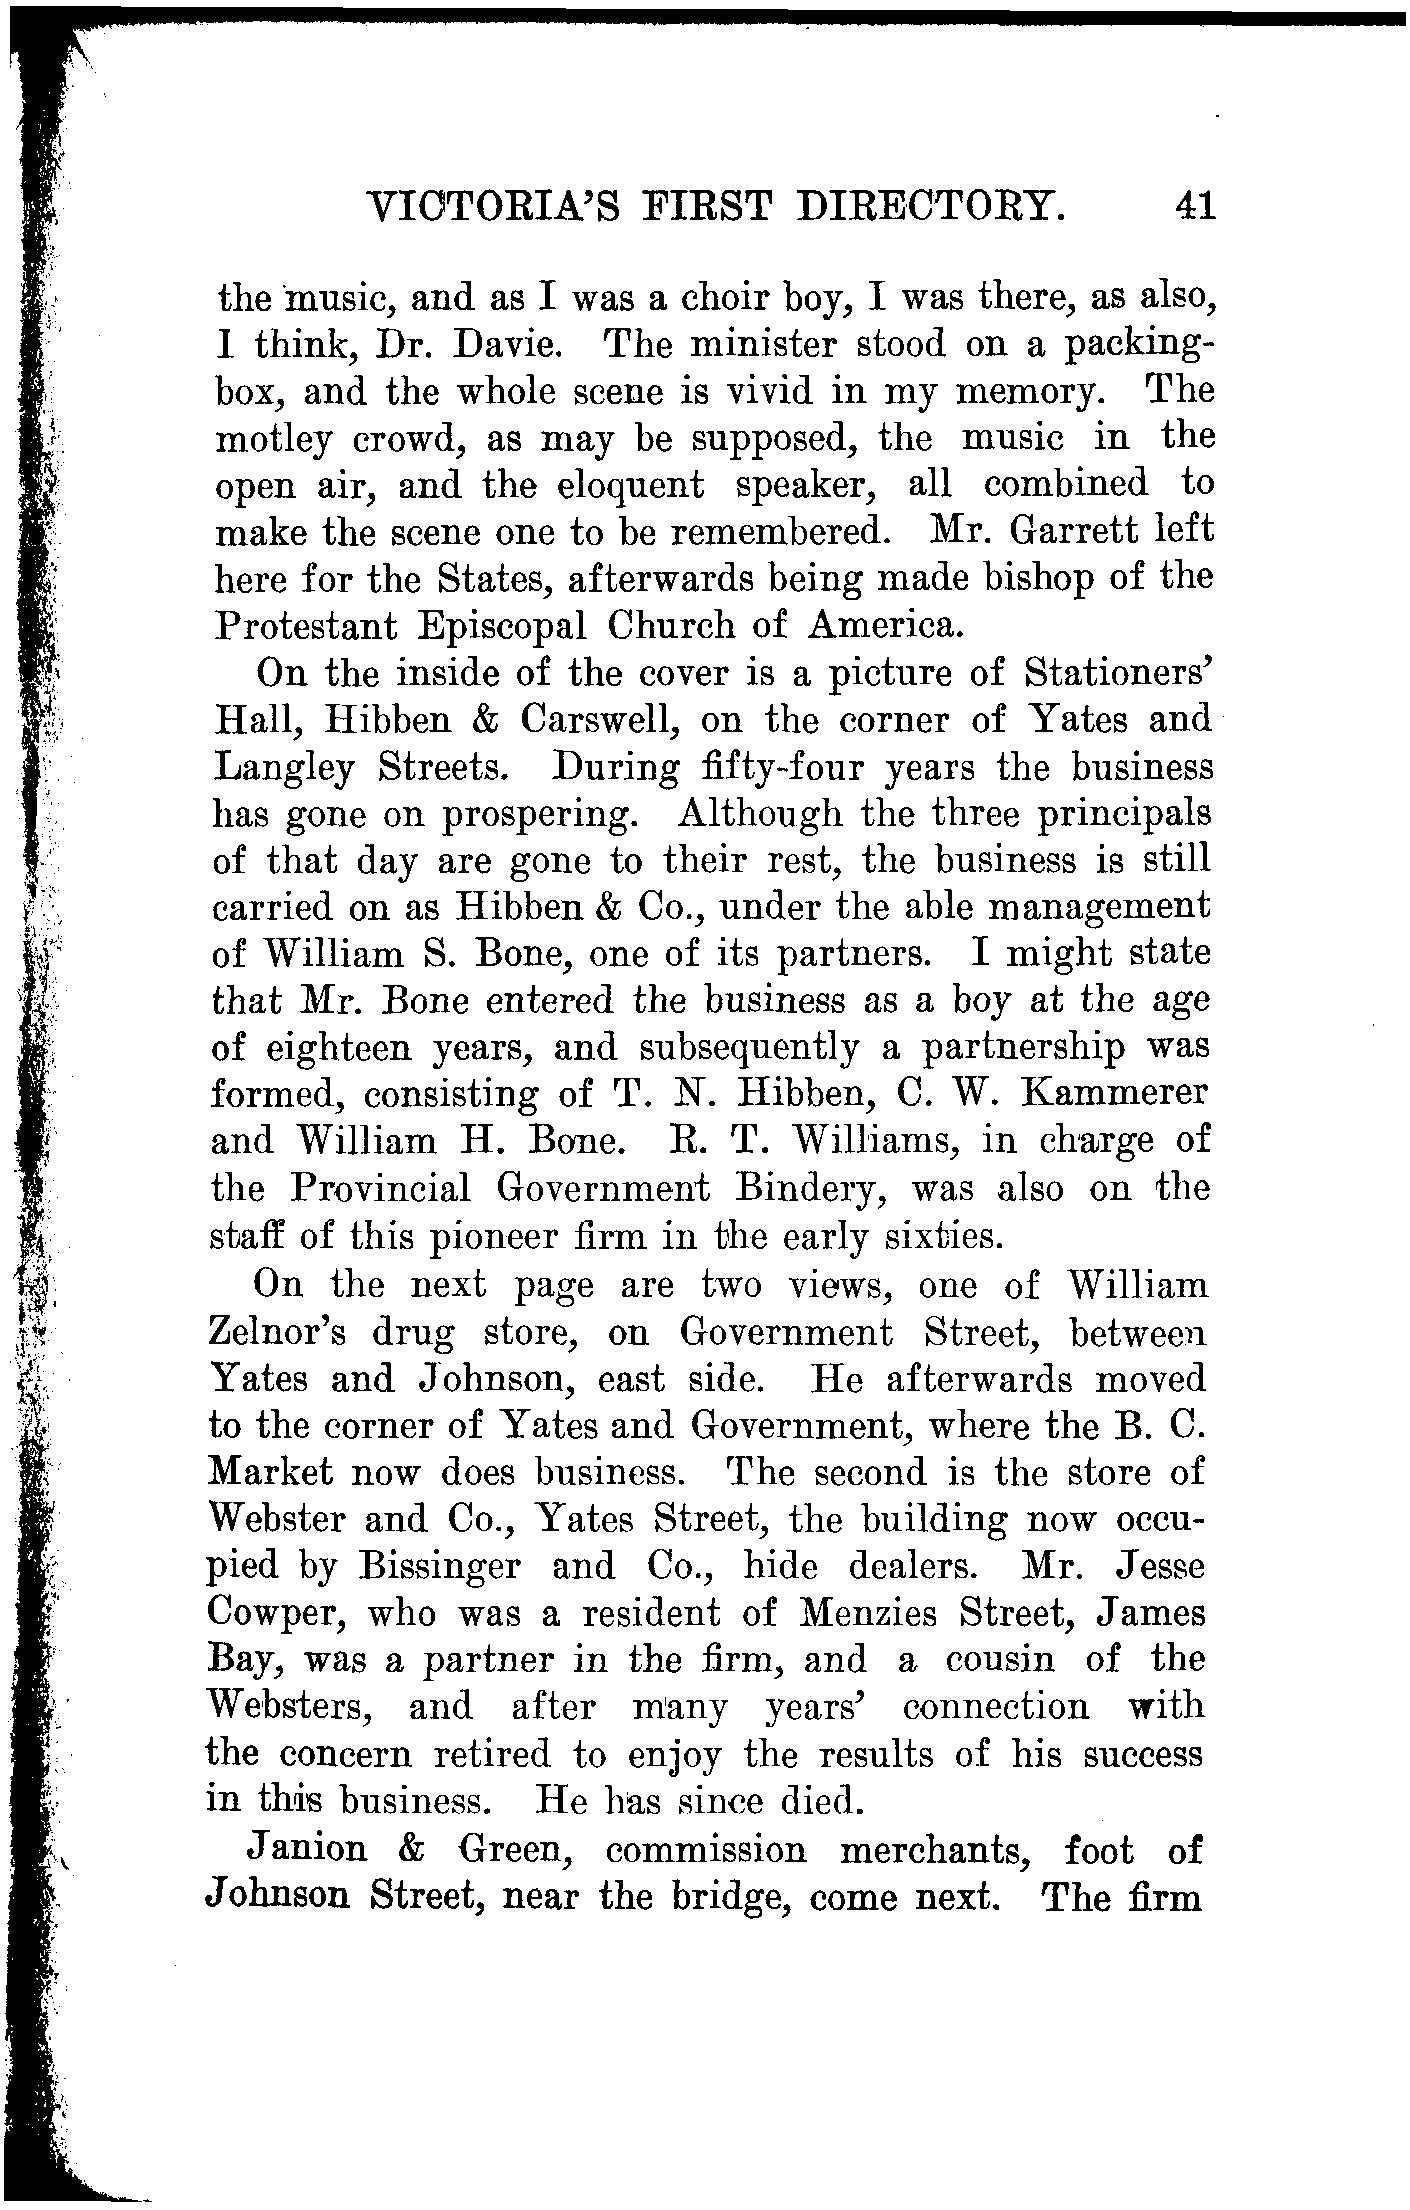 VICTORIA'S FIRST DIRECTORY. 41
the music, and as I was a choir boy, I was there, as also,
I think, Dr. Davie. The minister stood on a packing-
box, and the whole scene is vivid in my memory. The
motley crowd, as may be supposed, the music in the
open air, and the eloquent speaker, all combined to
make the scene one to be remembered. Mr. Garrett left
here for the States, afterwards being made bishop of the
Protestant Episcopal Church of America.
On the inside of the cover is a picture of Stationers'
Hall, Hibben & Carswell, on the corner of Yates and
Langley Streets. During fifty-four years the business
has gone on prospering. Although the three principals
of that day are gone to their rest, the business is still
carried on as Hibben & Co., under the able management
of William S. Bone, one of its partners. I might state
that Mr. Bone entered the business as a boy at the age
of eighteen years, and subsequently a partnership was
formed, consisting of T. N. Hibben, C. W. Kammerer
and William H. Bone. R. T. Williams, in charge of
the Provincial Government Bindery, was also on the
staff of this pioneer firm in the early sixties.
On the next page are two views, one of William
Zelnor's drug store, on Government Street, between
Yates and Johnson, east side. He afterwards moved
to the corner of Yates and Government, where the B. C.
Market now does business. The second is the store of
Webster and Co., Yates Street, the building now occu-
pied by Bissinger and Co., hide dealers. Mr. Jesse
Cowper, who was a resident of Menzies Street, James
Bay, was a partner in the firm, and a cousin of the
Websters, and after many years' connection with
the concern retired to enjoy the results of his success
in this business. He has since died.
Janion & Green, commission merchants, foot of
Johnson Street, near the bridge, come next. The firm